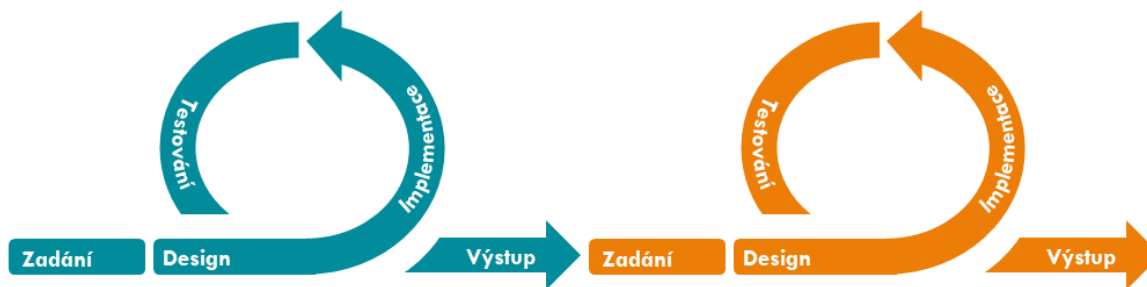 Zadání
Design
Implementace
Testování
Výstup
Zadání
Design
Implementace
Testování
Výstup